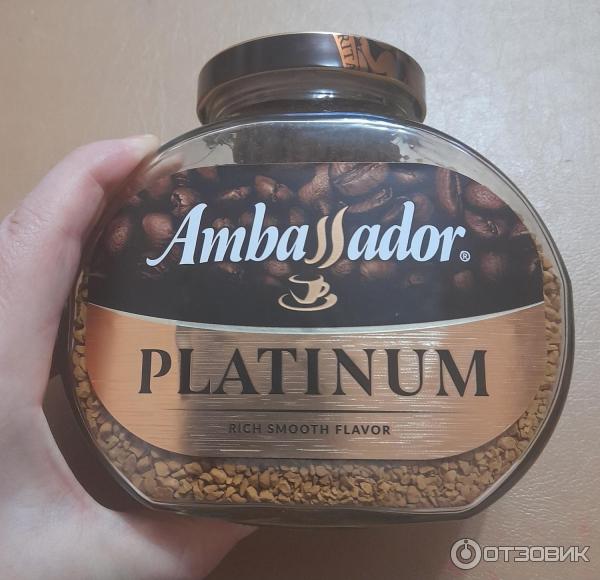 Ambassador®
PLATINUM
RICH SMOOTH FLAVOR
ОТЗОВИК